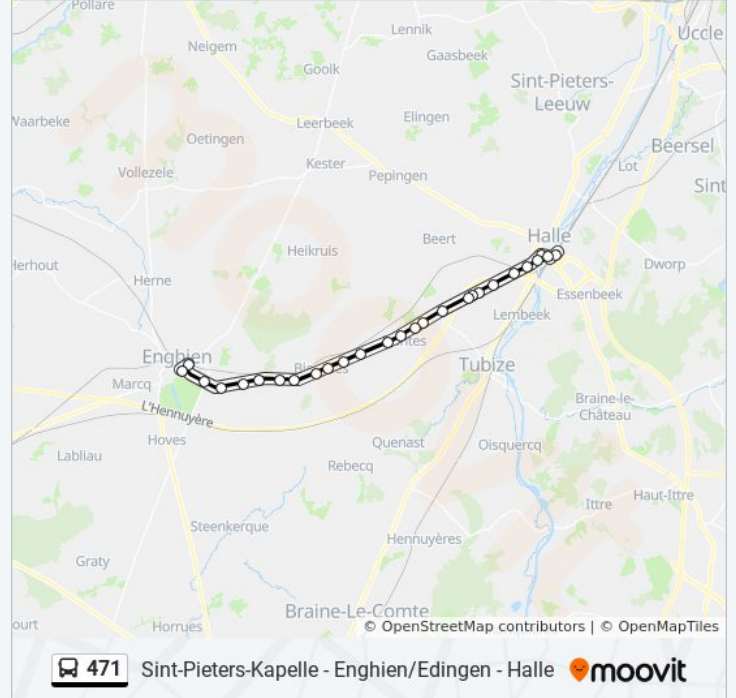 Pollare
Lennik
Uccle
Neigem
Gaasbeek
Gooik
Sint-Pieters-
Leeuw
Waarbeke
Leerbeek
Elingen
Oetingen
Beersel
Kester
Lot
Vollezele
Pepingen
Sint
Halle
Beert
Heikruis
Herhout
Dworp
Herne
Essenbeek
Lembeek
Enghien
Tubize
Marcq
Braine-le-
Château
L'Hennuyère
Hoves
Quenast
Oisquercq
Labliau
Rebecq
Haut-Ittre
Ittre
Steenkerque
Hennuyères
Graty
Braine-Le-Comte
ourt
Horrues
© OpenStreetMap contributors | © OpenMapTiles
471 Sint-Pieters-Kapelle - Enghien/Edingen - Halle moovit